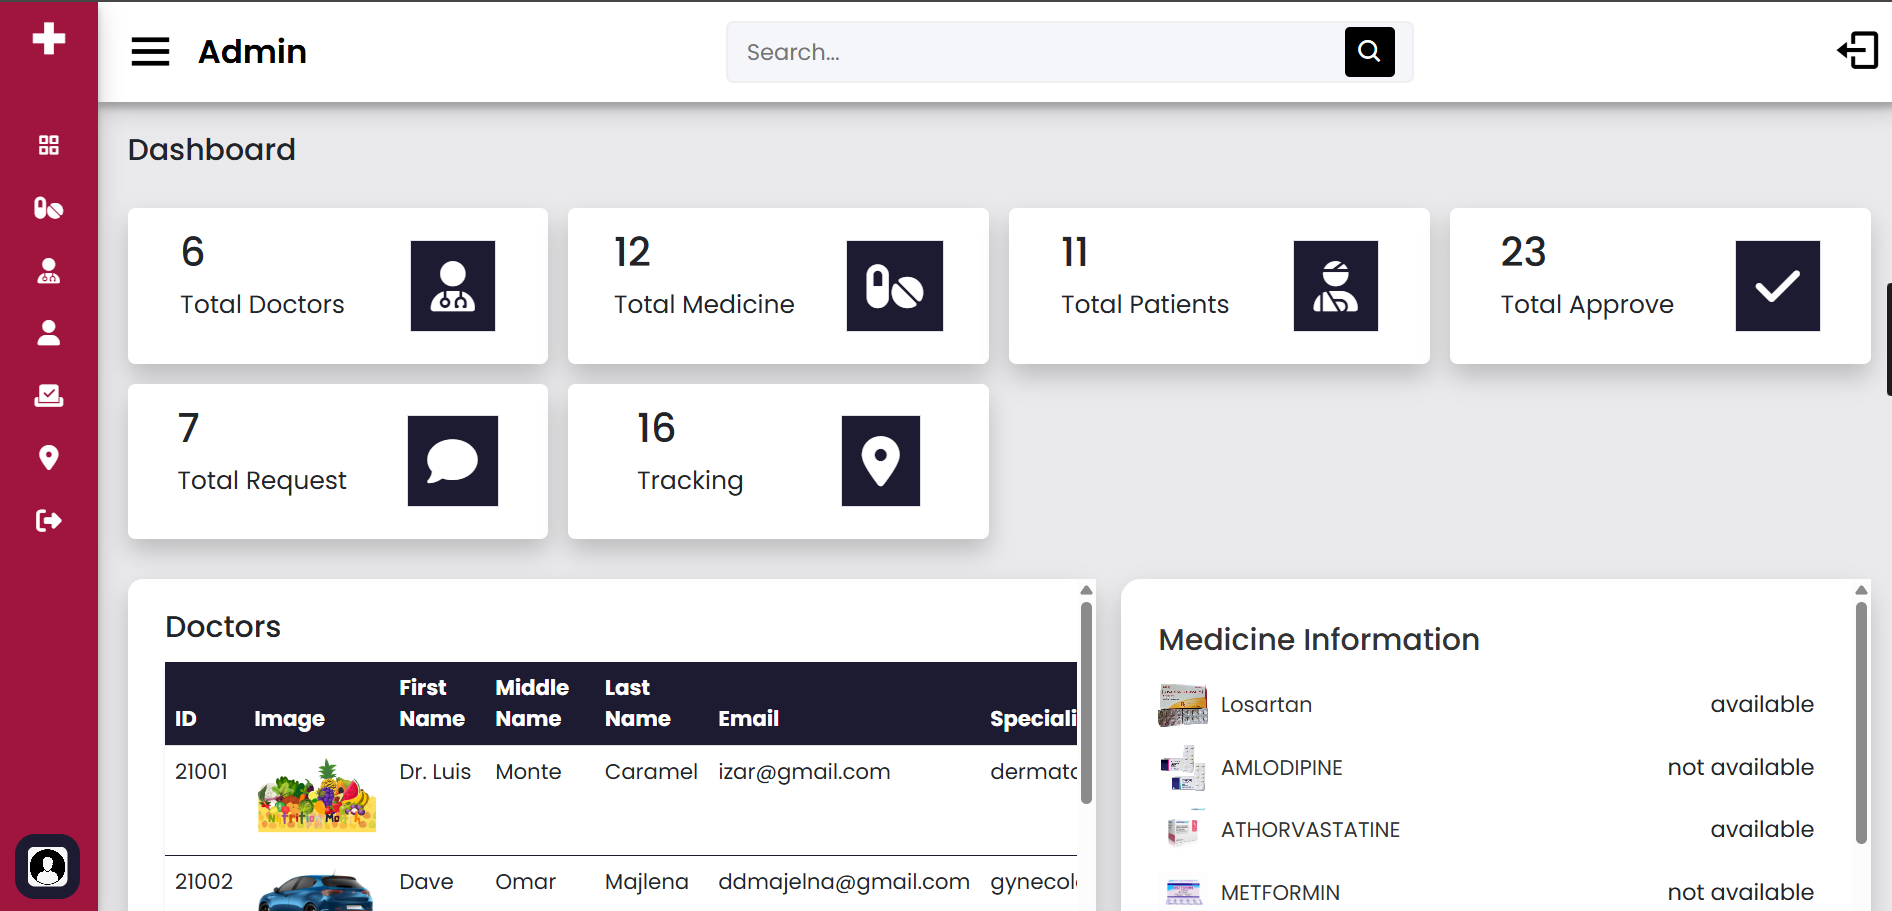 Admin
Search...
Dashboard
6
Total Doctors
12
Total Medicine
11
Total Patients
23
Total Approve
7
Total Request
16
Tracking
Doctors
ID Image First Name Middle Name Last Name Email Speciali
21001 Dr. Luis Monte Caramel izar@gmail.com dermatc
Nutrition Month
21002 Dave Omar Majlena ddmajelna@gmail.com gynecol
Medicine Information
Losartan available
AMLODIPINE not available
ATHORVASTATINE available
METFORMIN not available